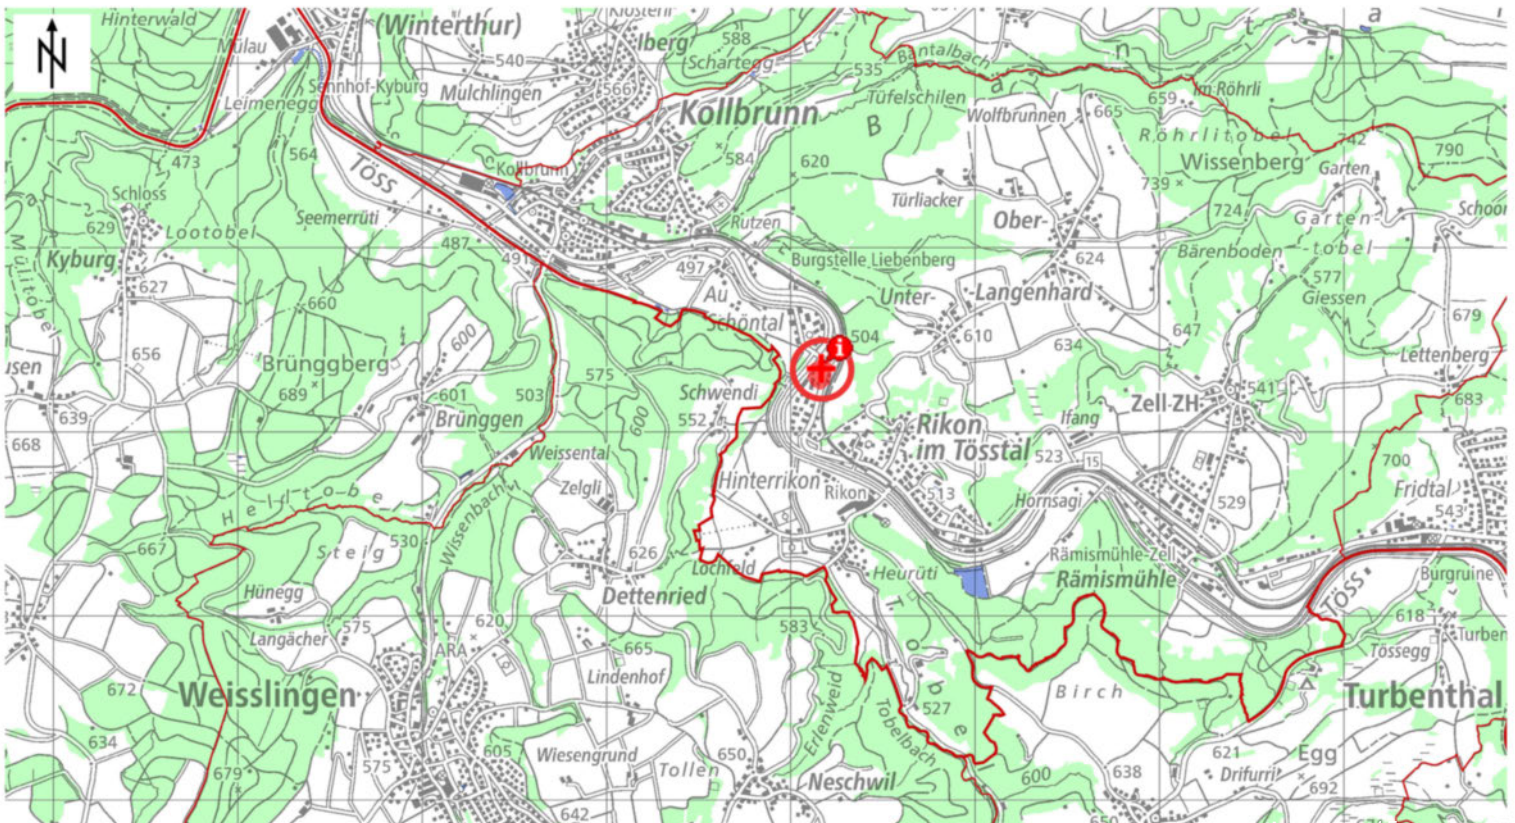 Hinterwald
(Winterthur)
Iberg
588
Schartegg
Mülau
540
535
Bäntalbach
Sennhof-Kyburg
Mulchlingen
566
Tüfelschilen
665
659
Im Röhrli
Leimenegg
Kollbrunn
Wolfbrunnen
B ä n t a l
Röhrlitobel
742
790
473
564
Töss
Kollbrunn
584
620
Wissenberg
Garten
Schloss
739
Türliacker
Seemerrüti
629
Lootobel
Rutzen
Ober-
724
Garten-
-tobel
487
Kyburg
491
497
Burgstelle Liebenberg
624
Bärenboden
577
627
Au
Unter-
-Langenhard
Giessen
660
Schöntal
504
610
647
679
600
634
656
Brünggberg
Lettenberg
575
Schwendi
541
689
601
503
Zell ZH
683
639
Brünggen
600
552
Rikon
im Tösstal
Ifang
668
Weissental
523
15
700
Hinterrikon
Fridtal
Zelgli
Rikon
513
Hornsagi
529
543
Helltobe
Wissenbach
Steig
530
667
626
Rämismühle-Zell
Lochfeld
Heurüti
Rämismühle
Burgruine
Hünegg
Dettenried
Töss
618
620
575
583
Turben
Langächer
ARA
665
Tössegg
Lindenhof
Tobel
672
Weisslingen
Birch
Turbenthal
Erlenweid
527
Tobelbach
634
605
Wiesengrund
650
621
Egg
575
Tollen
600
638
Drifurri
679
Neschwil
692
642
650